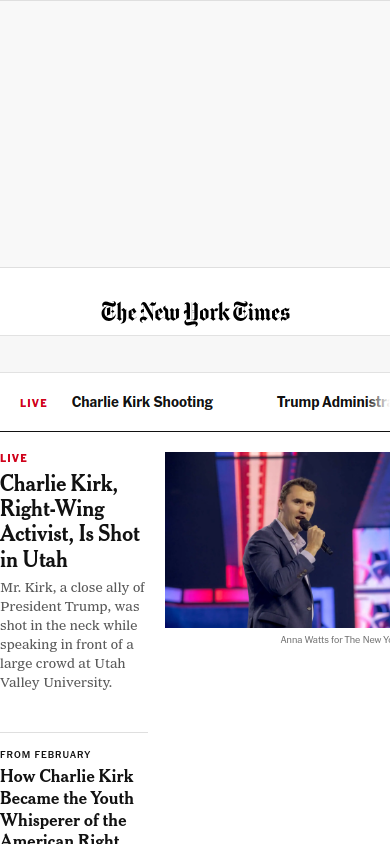 The New York Times
LIVE Charlie Kirk Shooting Trump Administr
LIVE
Charlie Kirk,
Right-Wing
Activist, Is Shot
in Utah
Mr. Kirk, a close ally of
President Trump, was
shot in the neck while
speaking in front of a
large crowd at Utah
Valley University.
Anna Watts for The New Yo
FROM FEBRUARY
How Charlie Kirk
Became the Youth
Whisperer of the
American Right